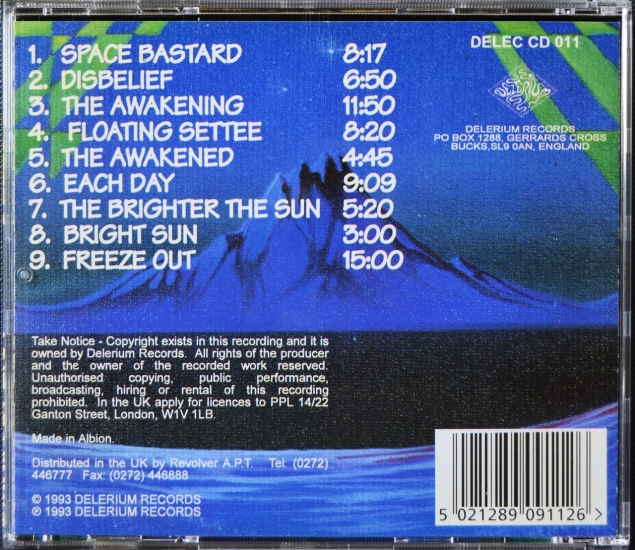 1. SPACE BASTARD 8:17
2. DISBELIEF 6:50
3. THE AWAKENING 11:50
4. FLOATING SETTEE 8:20
5. THE AWAKENED 4:45
6. EACH DAY 9:09
7. THE BRIGHTER THE SUN 5:20
8. BRIGHT SUN 3:00
9. FREEZE OUT 15:00
DELEC CD 011
DELERIUM
DELERIUM RECORDS
PO BOX 1288, GERRARDS CROSS
BUCKS,SL9 0AN, ENGLAND
Take Notice - Copyright exists in this recording and it is
owned by Delerium Records. All rights of the producer
and the owner of the recorded work reserved.
Unauthorised copying, public performance,
broadcasting, hiring or rental of this recording
prohibited. In the UK apply for licences to PPL 14/22
Ganton Street, London, W1V 1LB.
Made in Albion.
Distributed in the UK by Revolver A.P.T. Tel: (0272)
446777 Fax: (0272) 446888
© 1993 DELERIUM RECORDS
℗ 1993 DELERIUM RECORDS
5 021289 091126 >